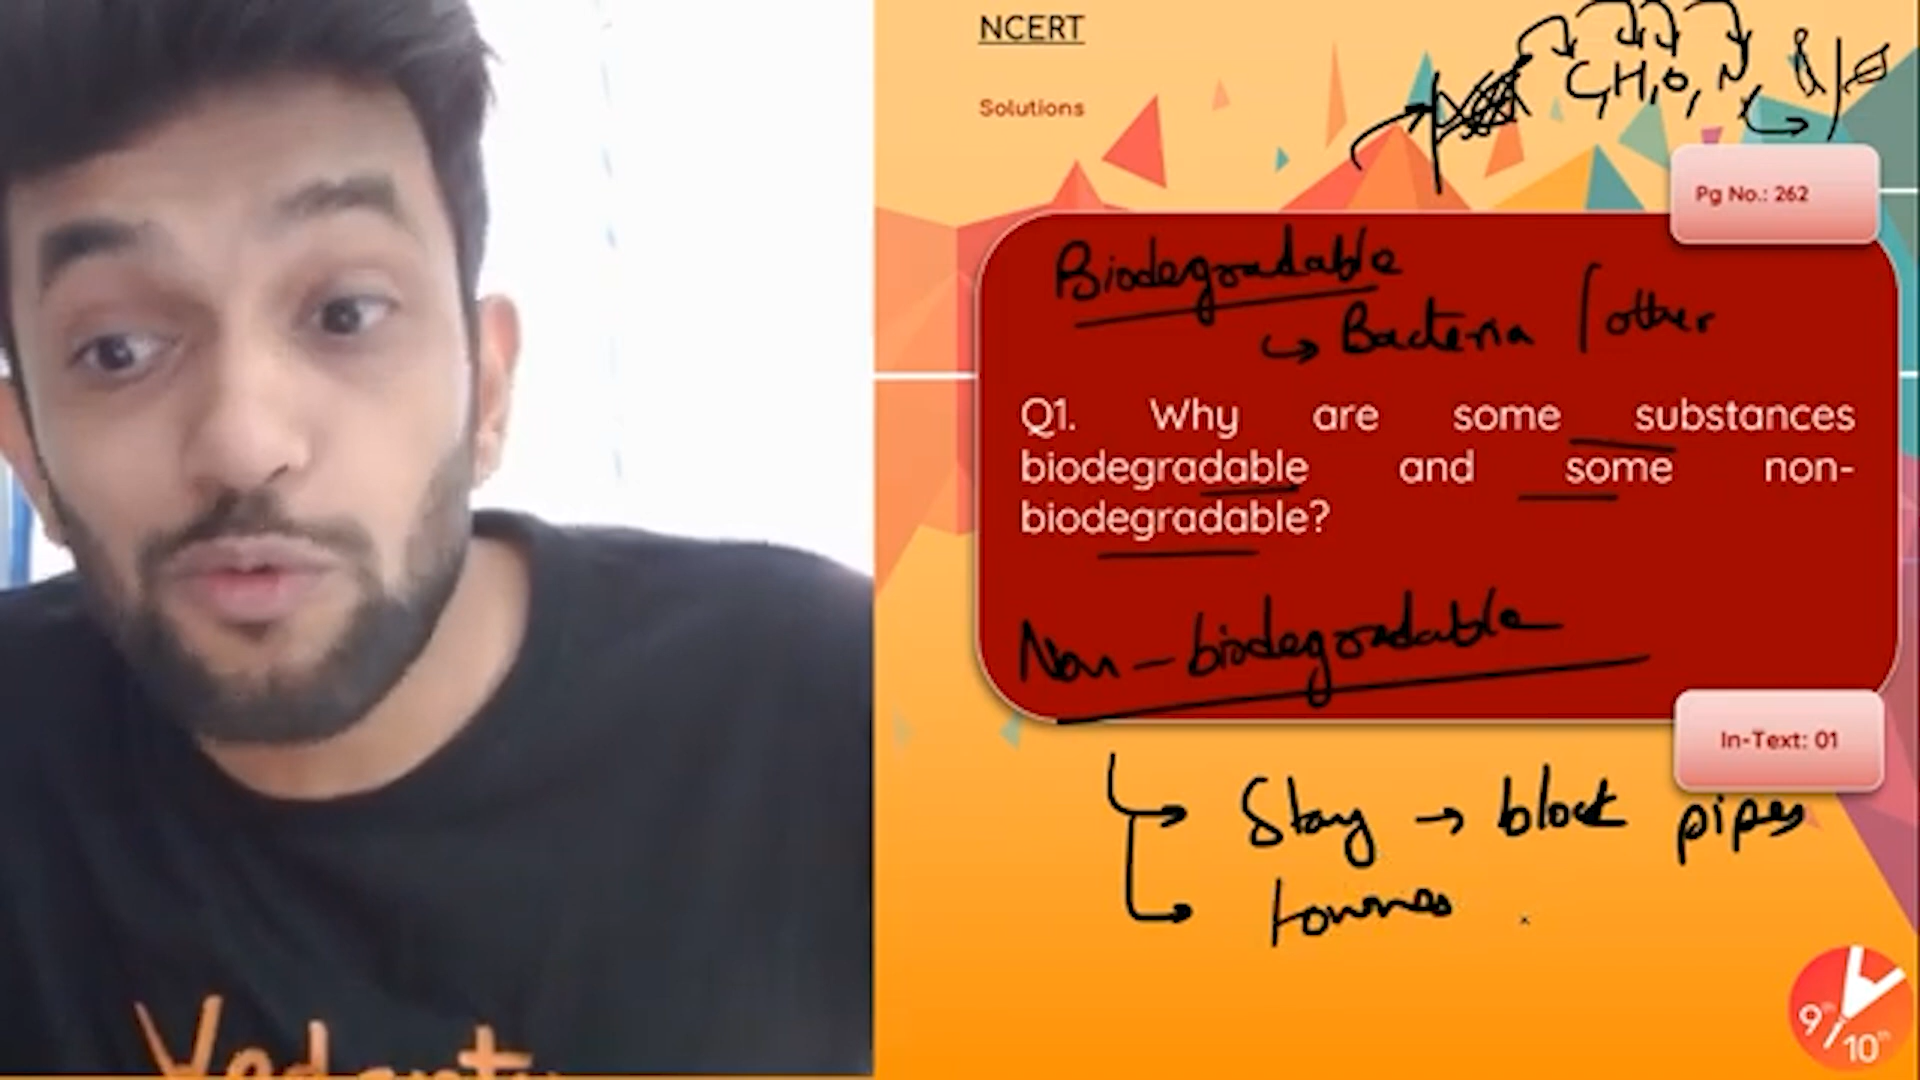 NCERT
Solutions
C, H, O, N,
Pg No.: 262
Biodegradable
→ Bacteria / other
Q1. Why are some substances
biodegradable and some non-
biodegradable?
Non-biodegradable
In-Text: 01
→ Stay → block pipes
9th/10th
Vedantu